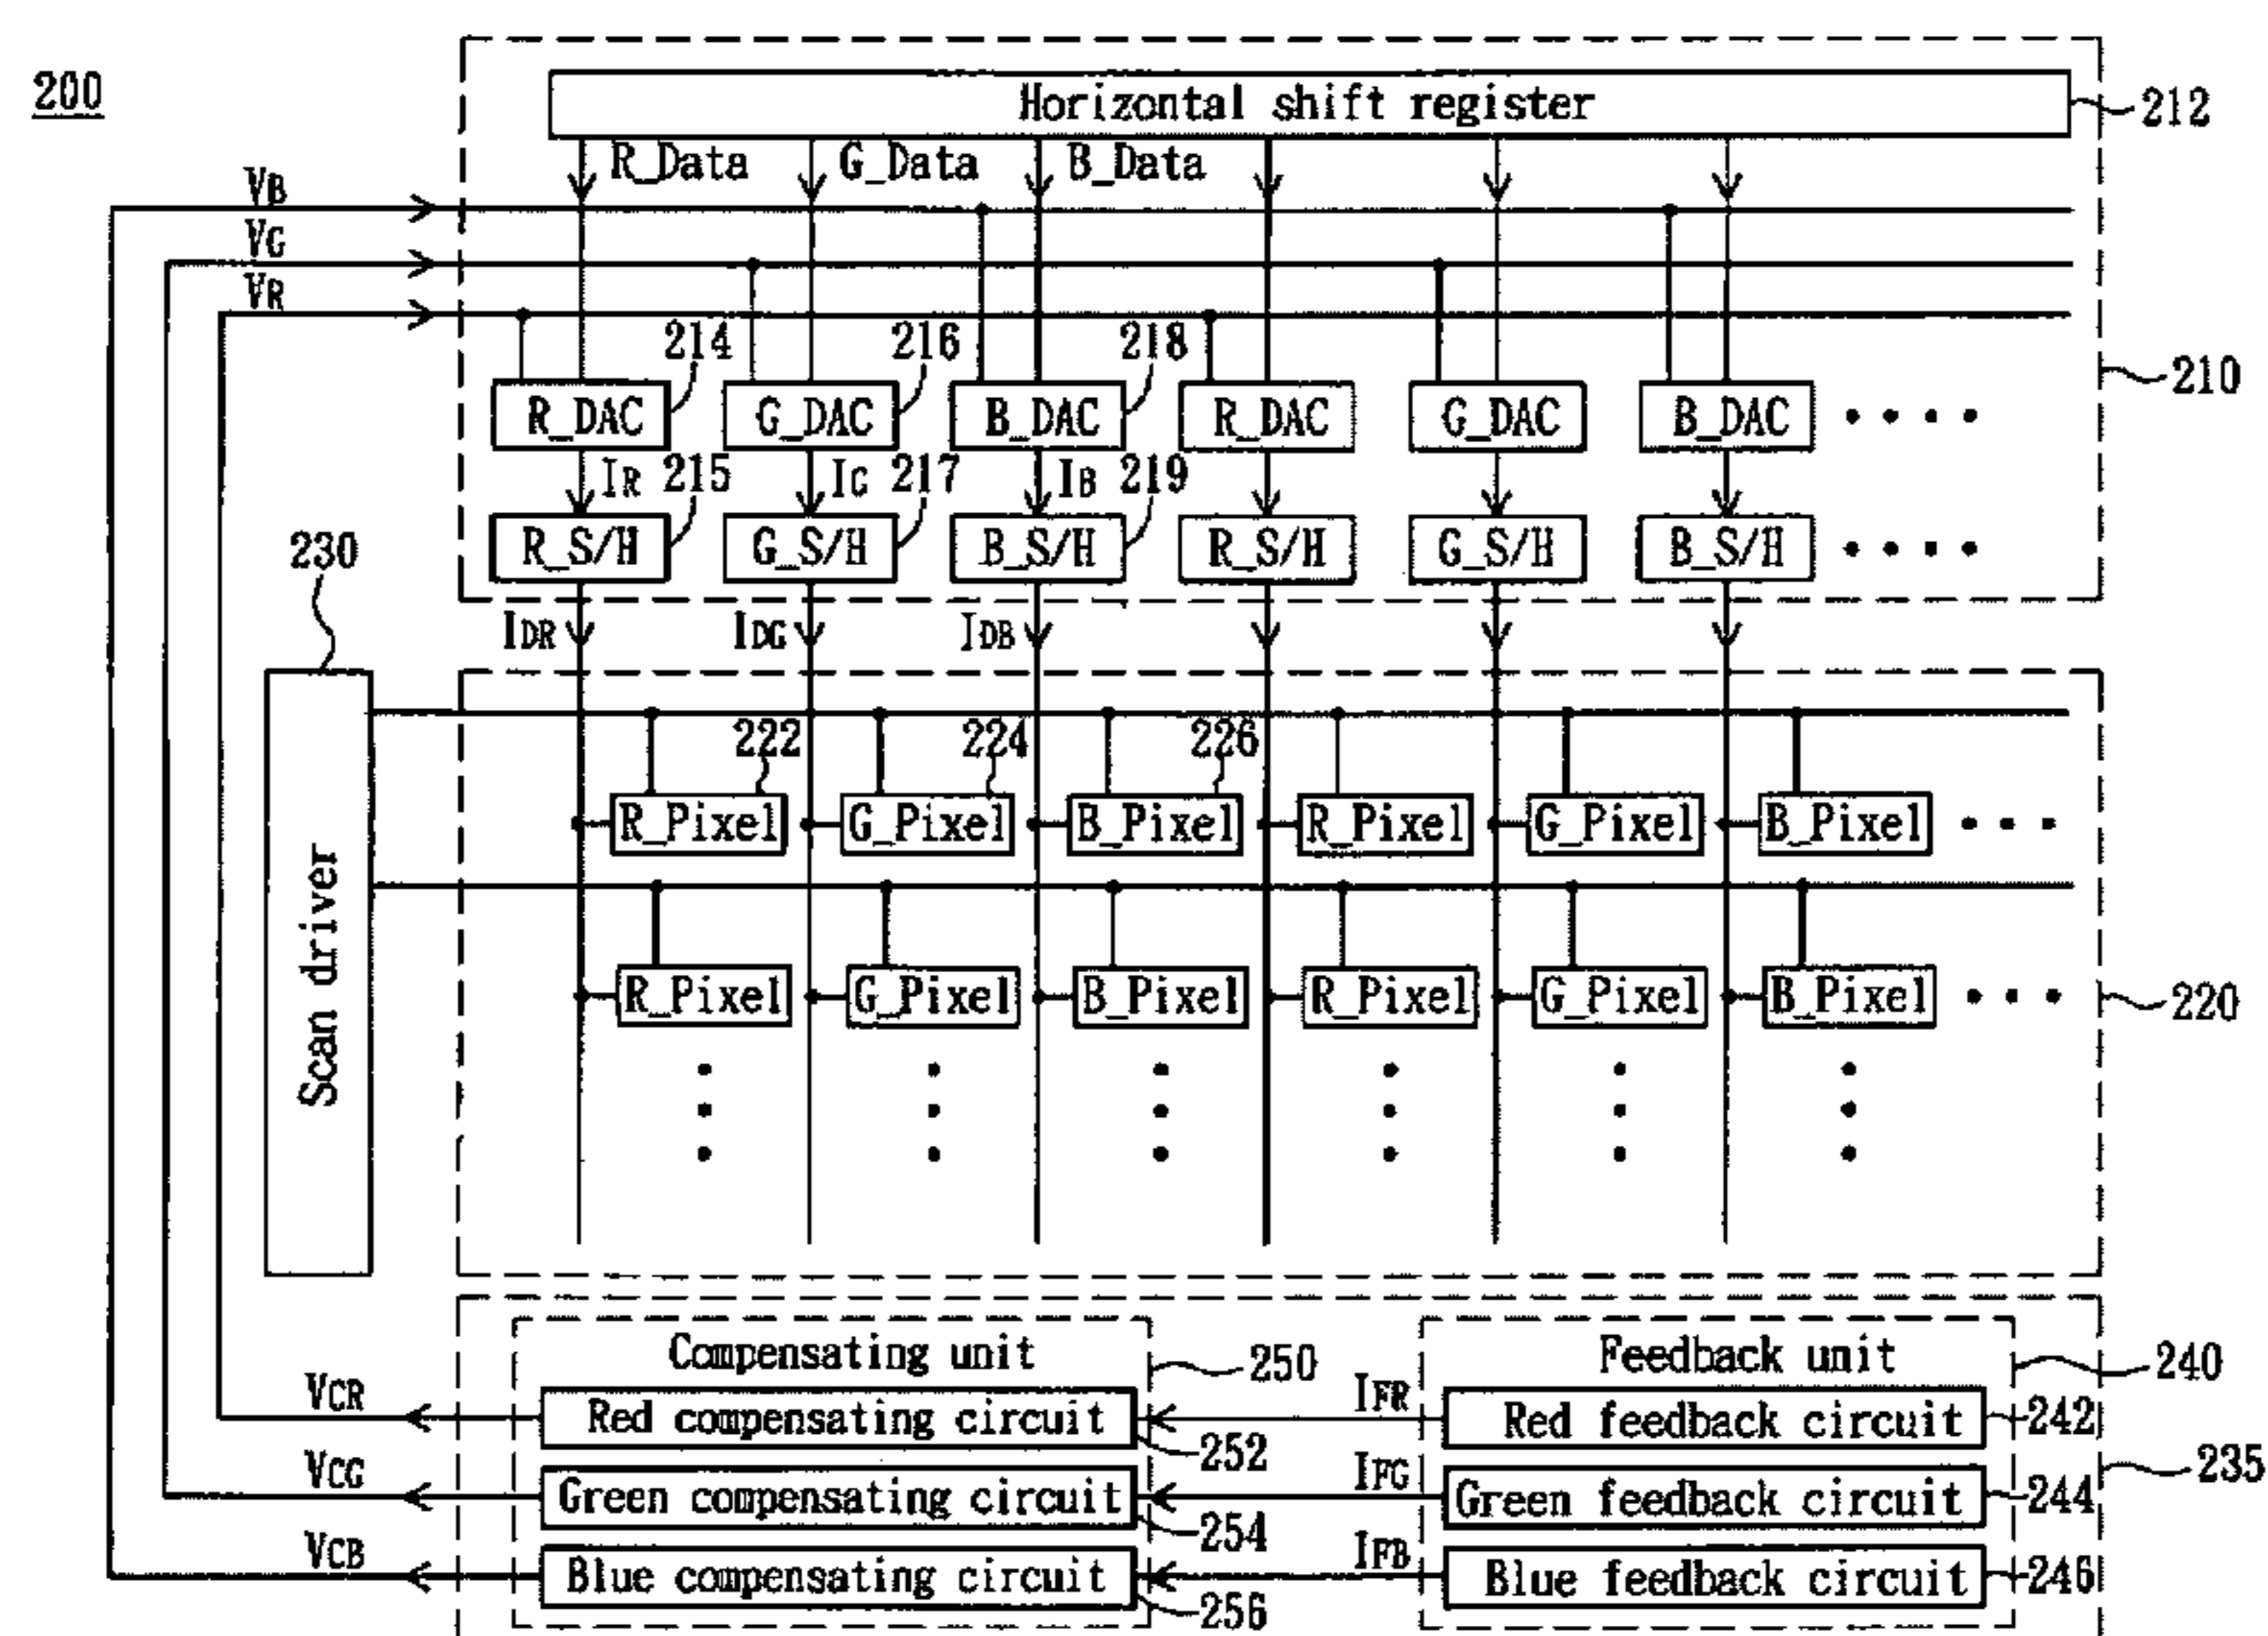 200
Horizontal shift register
212
R_Data
G_Data
B_Data
VB
VG
VR
214
216
218
210
R_DAC
G_DAC
B_DAC
R_DAC
G_DAC
B_DAC
IR
215
IG
217
IB
219
R_S/H
G_S/H
B_S/H
R_S/H
G_S/H
B_S/H
230
IDR
IDG
IDB
Scan driver
222
224
226
R_Pixel
G_Pixel
B_Pixel
R_Pixel
G_Pixel
B_Pixel
R_Pixel
G_Pixel
B_Pixel
R_Pixel
G_Pixel
B_Pixel
220
Compensating unit
250
Feedback unit
240
VCR
Red compensating circuit
252
IFR
Red feedback circuit
242
235
VCG
Green compensating circuit
254
IFG
Green feedback circuit
244
VCB
Blue compensating circuit
256
IFB
Blue feedback circuit
246